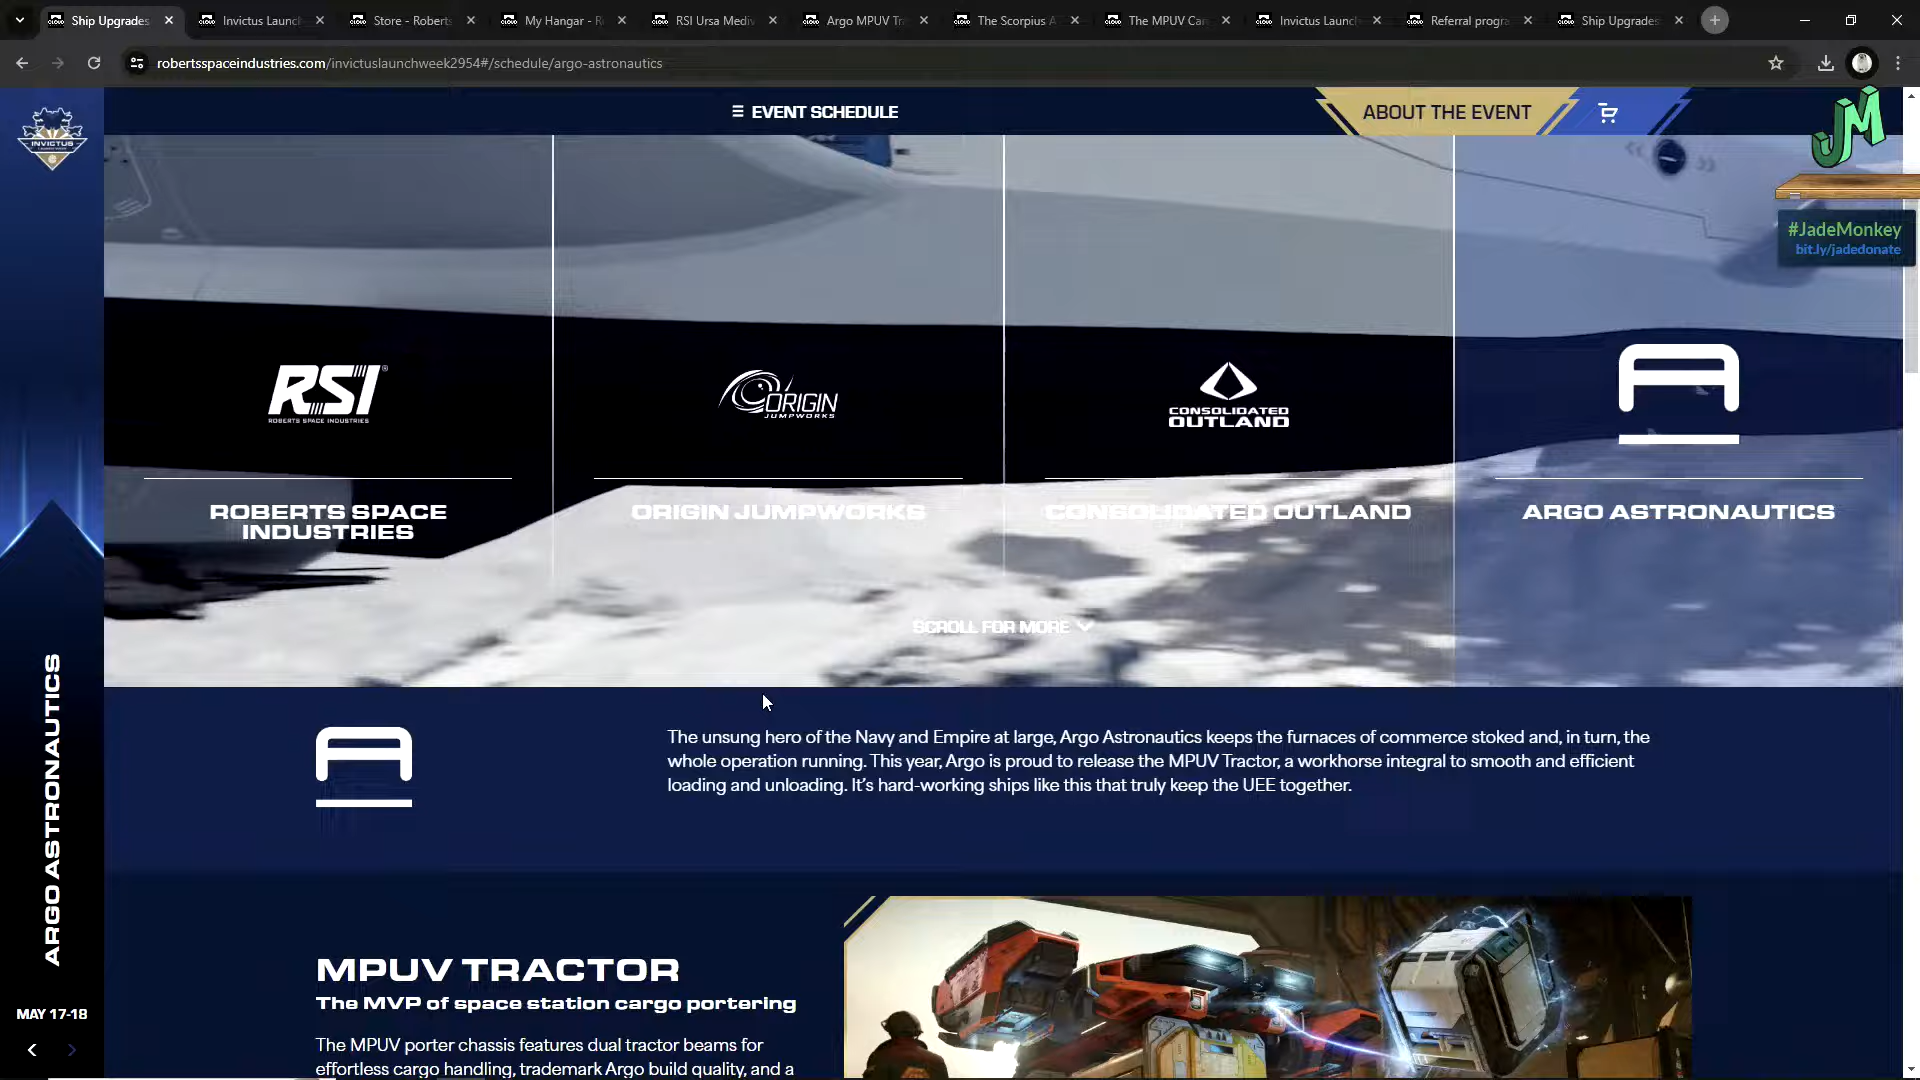 Ship Upgrades
Invictus Launch
Store - Roberts
My Hangar - R
RSI Ursa Mediv
Argo MPUV Tr
The Scorpius A
The MPUV Car
Invictus Launch
Referral progra
Ship Upgrades
robertsspaceindustries.com/invictuslaunchweek2954#/schedule/argo-astronautics
INVICTUS
EVENT SCHEDULE
ABOUT THE EVENT
JM
#JadeMonkey
bit.ly/jadedonate
RSI
ROBERTS SPACE INDUSTRIES
ORIGIN
JUMPWORKS
CONSOLIDATED
OUTLAND
ROBERTS SPACE
INDUSTRIES
ORIGIN JUMPWORKS
CONSOLIDATED OUTLAND
ARGO ASTRONAUTICS
SCROLL FOR MORE
ARGO ASTRONAUTICS
MAY 17-18
The unsung hero of the Navy and Empire at large, Argo Astronautics keeps the furnaces of commerce stoked and, in turn, the
whole operation running. This year, Argo is proud to release the MPUV Tractor, a workhorse integral to smooth and efficient
loading and unloading. It's hard-working ships like this that truly keep the UEE together.
MPUV TRACTOR
The MVP of space station cargo portering
The MPUV porter chassis features dual tractor beams for
effortless cargo handling, trademark Argo build quality, and a